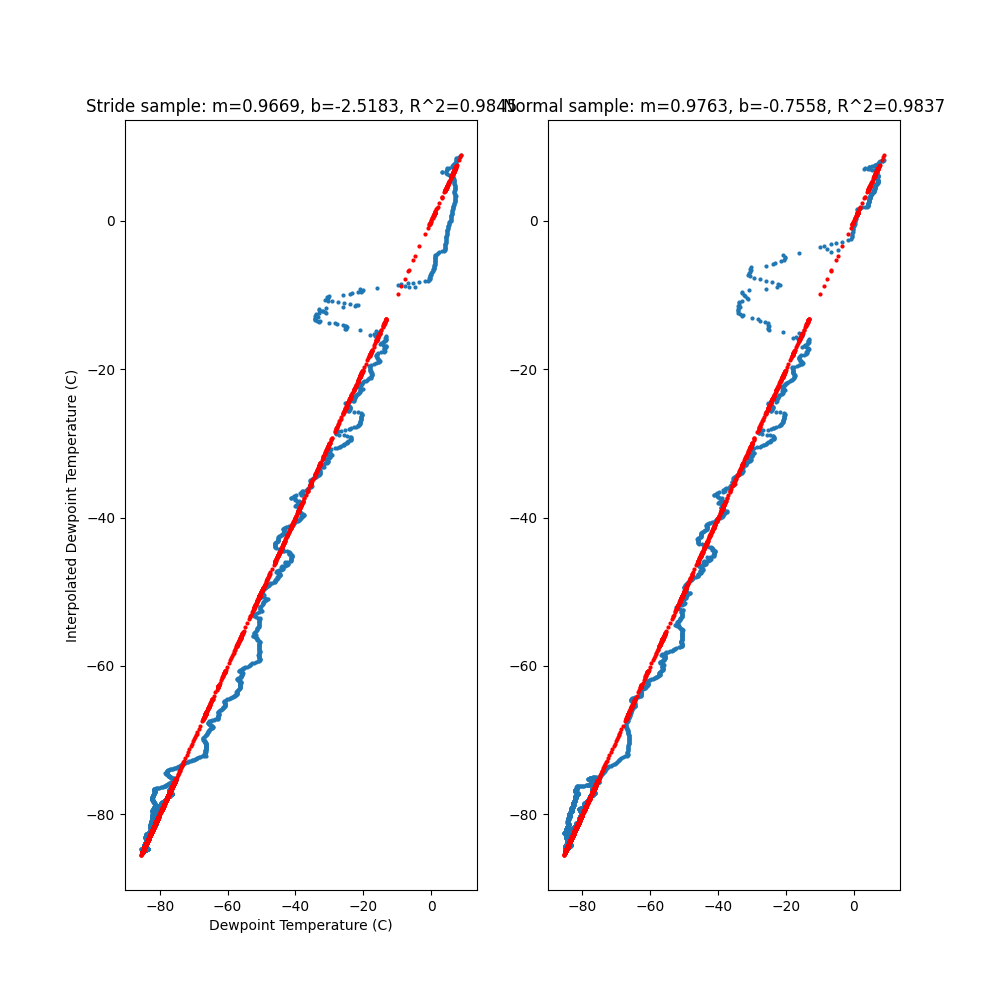 Stride sample: m=0.9669, b=-2.5183, R^2=0.9845
Normal sample: m=0.9763, b=-0.7558, R^2=0.9837
0
−20
−40
−60
−80
Interpolated Dewpoint Temperature (C)
−80 −60 −40 −20 0
Dewpoint Temperature (C)
0
−20
−40
−60
−80
−80 −60 −40 −20 0